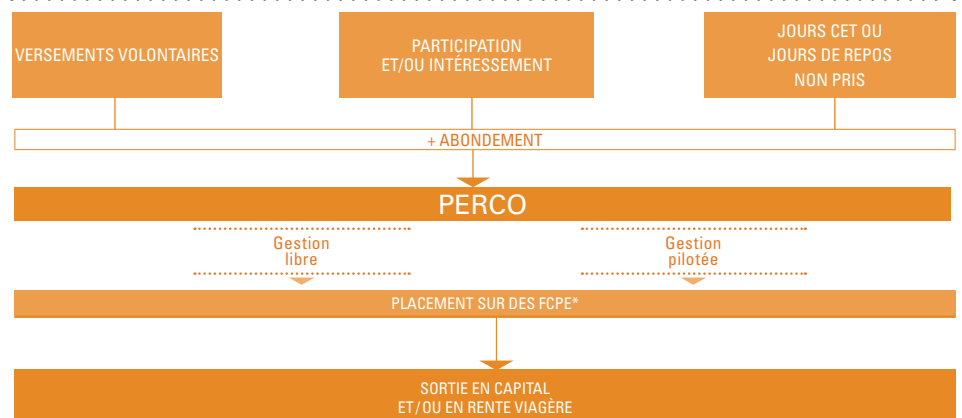 VERSEMENTS VOLONTAIRES
PARTICIPATION
ET/OU INTÉRESSEMENT
JOURS CET OU
JOURS DE REPOS
NON PRIS
+ ABONDEMENT
PERCO
Gestion
libre
Gestion
pilotée
PLACEMENT SUR DES FCPE*
SORTIE EN CAPITAL
ET/OU EN RENTE VIAGÈRE